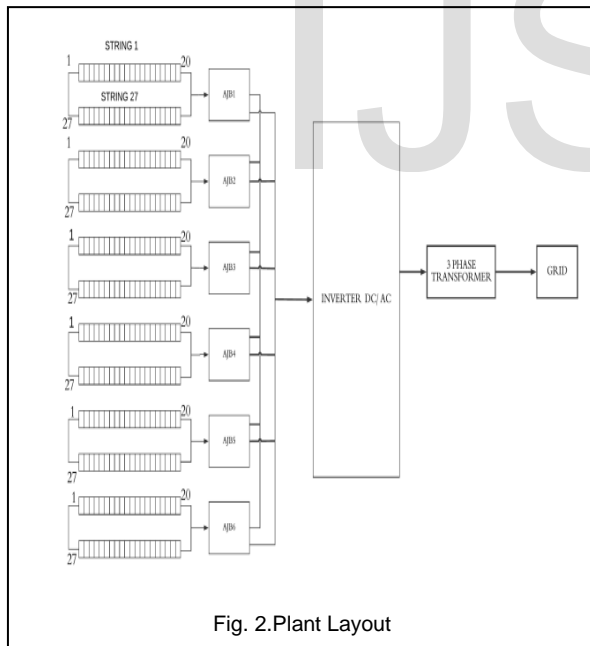 IJS
STRING 1
1
20
AJB1
STRING 27
27
1
20
AJB2
27
1
20
AJB3
27
1
20
AJB4
27
1
20
AJB5
27
1
20
AJB6
27
INVERTER DC/ AC
3 PHASE
TRANSFORMER
GRID
Fig. 2.Plant Layout